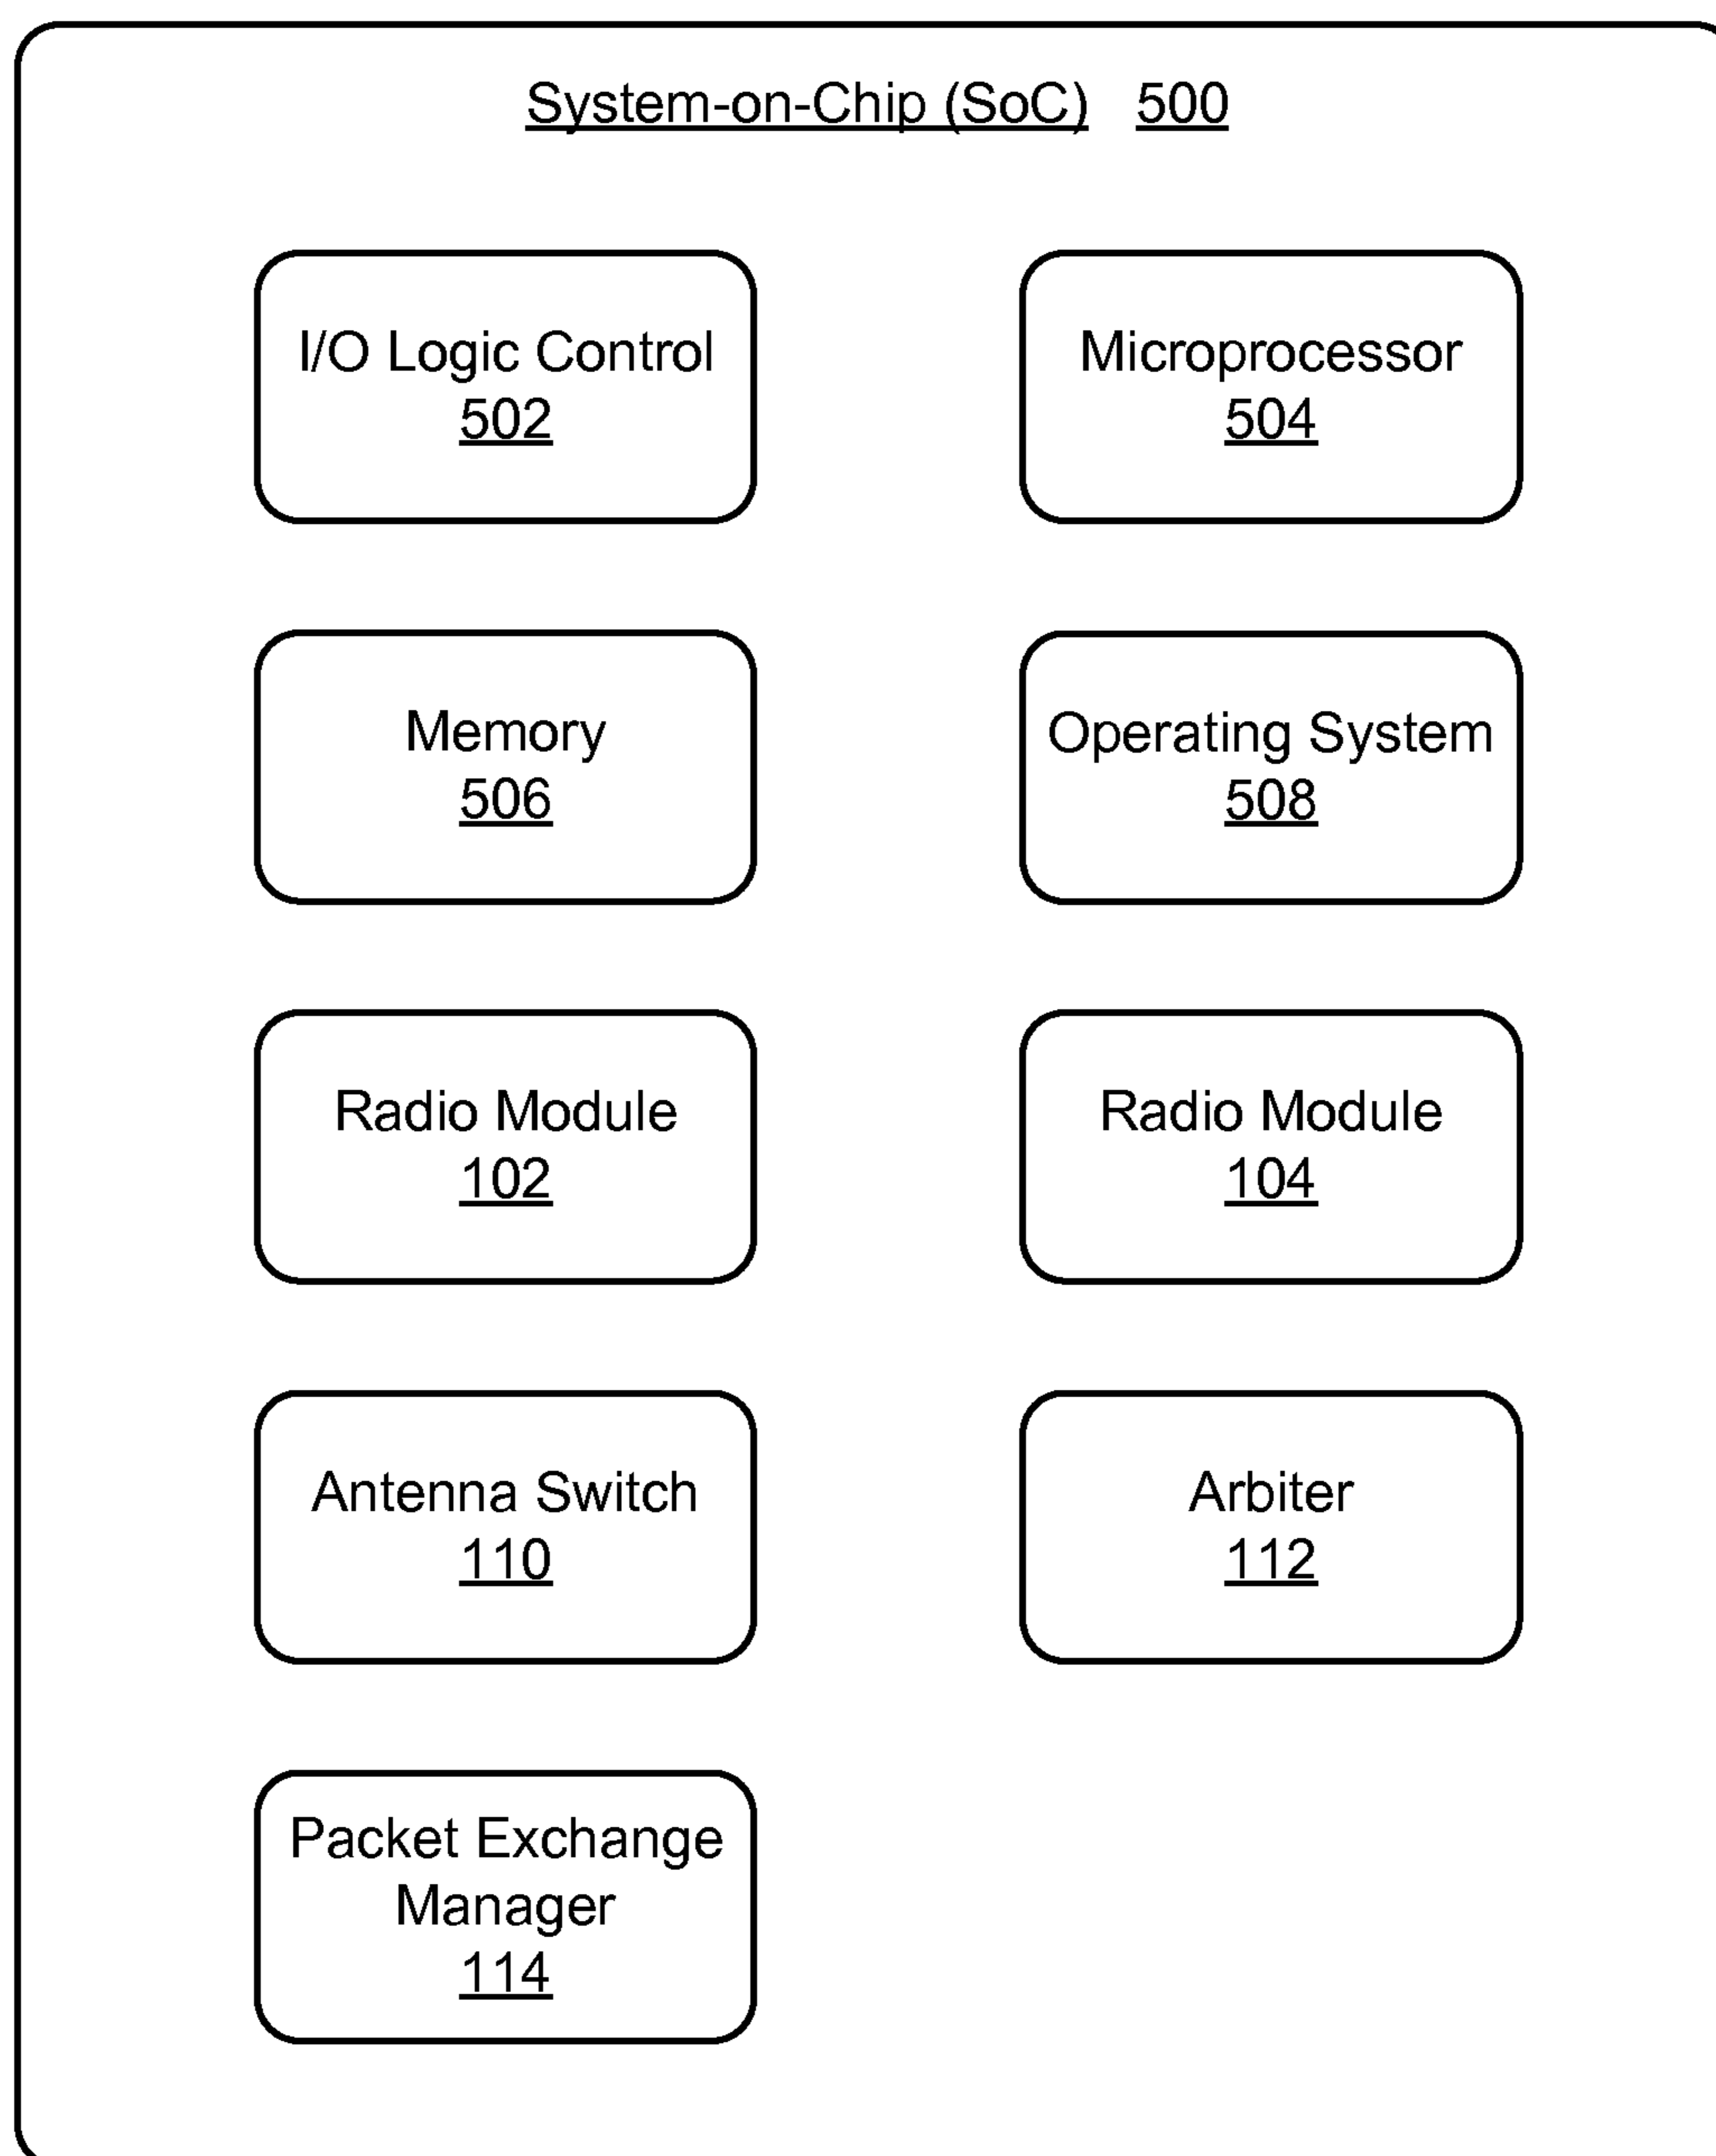 System-on-Chip (SoC) 500
I/O Logic Control
502
Microprocessor
504
Memory
506
Operating System
508
Radio Module
102
Radio Module
104
Antenna Switch
110
Arbiter
112
Packet Exchange
Manager
114